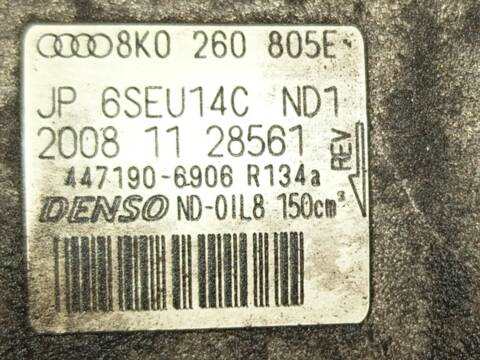 8K0 260 805E
JP 6SEU14C ND1
2008 11 28561
REV
447190-6906 R134a
DENSO ND-OIL8 150cm³